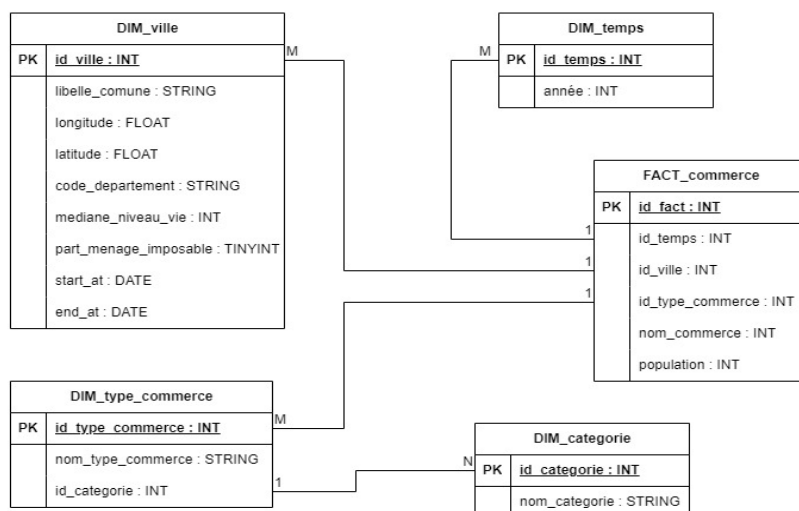 DIM_ville
PK id_ville : INT
libelle_comune : STRING
longitude : FLOAT
latitude : FLOAT
code_departement : STRING
mediane_niveau_vie : INT
part_menage_imposable : TINYINT
start_at : DATE
end_at : DATE
M
DIM_temps
M
PK id_temps : INT
année : INT
FACT_commerce
PK id_fact : INT
id_temps : INT
id_ville : INT
id_type_commerce : INT
nom_commerce : INT
population : INT
1
1
1
DIM_type_commerce
PK id_type_commerce : INT
nom_type_commerce : STRING
id_categorie : INT
M
1
DIM_categorie
N
PK id_categorie : INT
nom_categorie : STRING